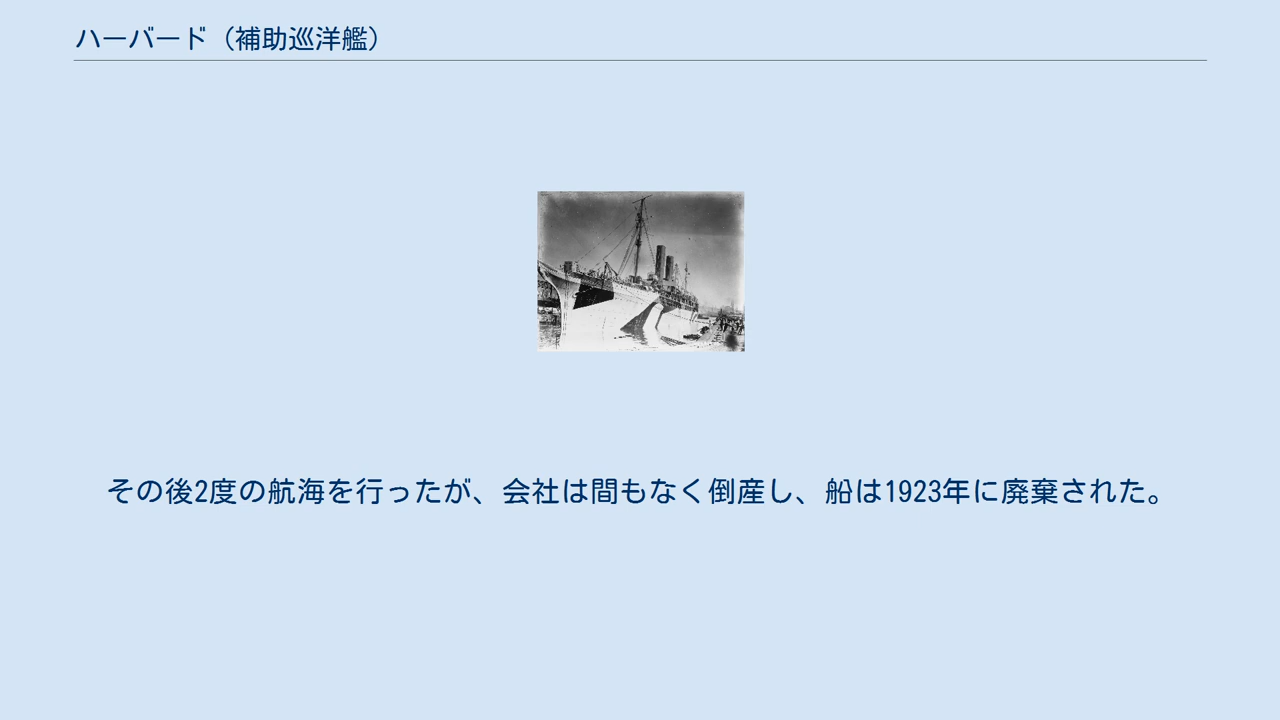 ハーバード（補助巡洋艦）
その後2度の航海を行ったが、会社は間もなく倒産し、船は1923年に廃棄された。